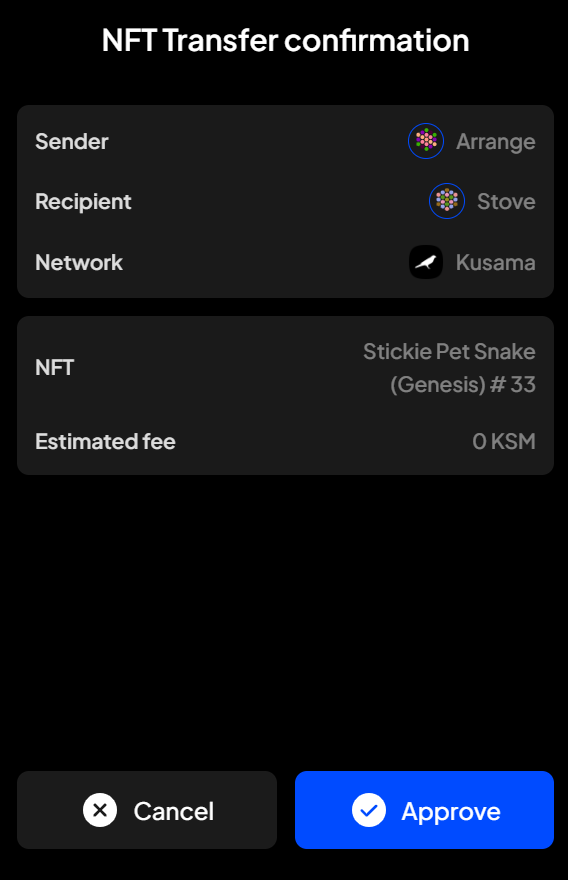 NFT Transfer confirmation
Sender Arrange
Recipient Stove
Network Kusama
NFT Stickie Pet Snake
(Genesis) # 33
Estimated fee 0 KSM
Cancel Approve